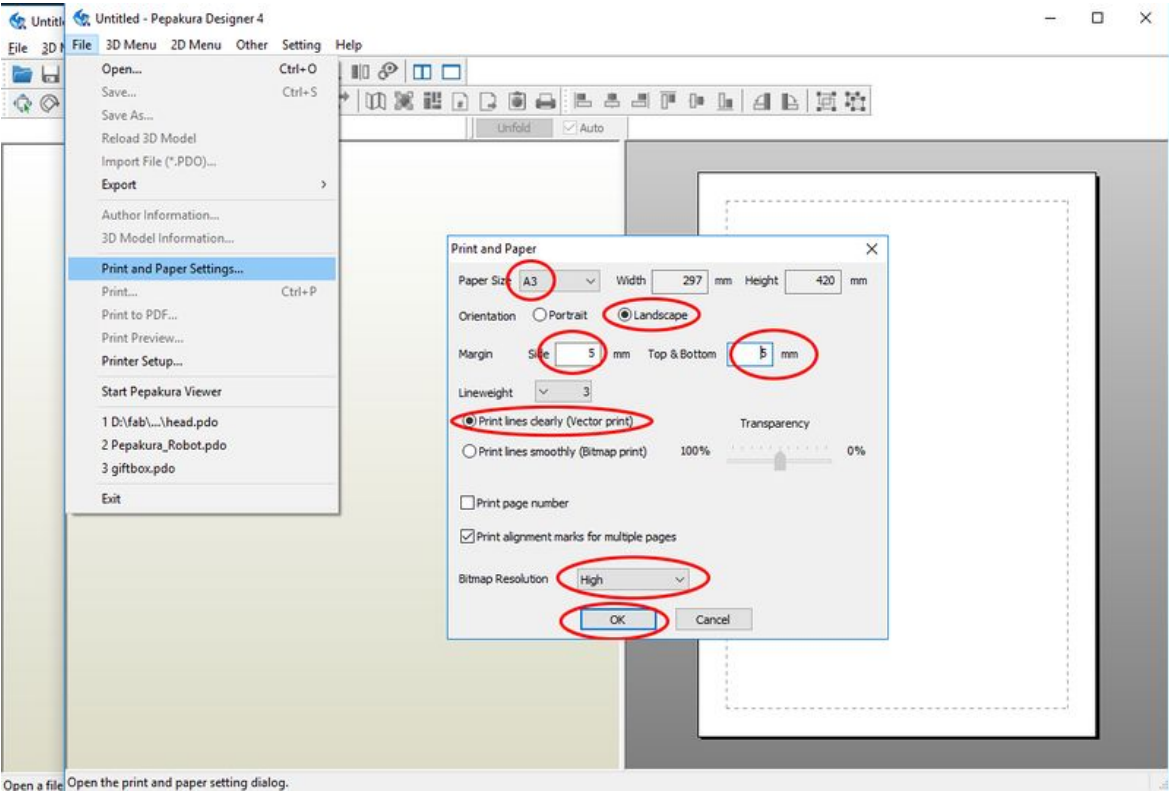 Untitl
Untitled - Pepakura Designer 4
File 3D M
File 3D Menu 2D Menu Other Setting Help
Open... Ctrl+O
Save... Ctrl+S
Save As...
Reload 3D Model
Import File (*.PDO)...
Export
Author Information...
3D Model Information...
Print and Paper Settings...
Print... Ctrl+P
Print to PDF...
Print Preview...
Printer Setup...
Start Pepakura Viewer
1 D:\fab\...\head.pdo
2 Pepakura_Robot.pdo
3 giftbox.pdo
Exit
Unfold Auto
Print and Paper
Paper Size A3 Width 297 mm Height 420 mm
Orientation Portrait Landscape
Margin Side 5 mm Top & Bottom 5 mm
Lineweight 3
Print lines clearly (Vector print) Transparency
Print lines smoothly (Bitmap print) 100% 0%
Print page number
Print alignment marks for multiple pages
Bitmap Resolution High
OK Cancel
Open a file
Open the print and paper setting dialog.